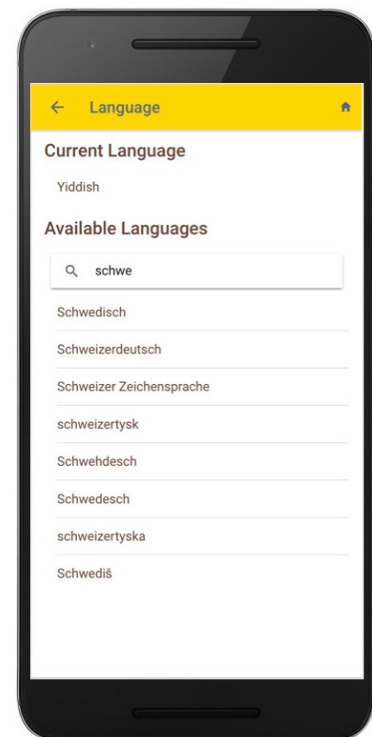 Language
Current Language
Yiddish
Available Languages
schwe
Schwedisch
Schweizerdeutsch
Schweizer Zeichensprache
schweizertysk
Schwehdesch
Schwedesch
schweizertyska
Schwediš